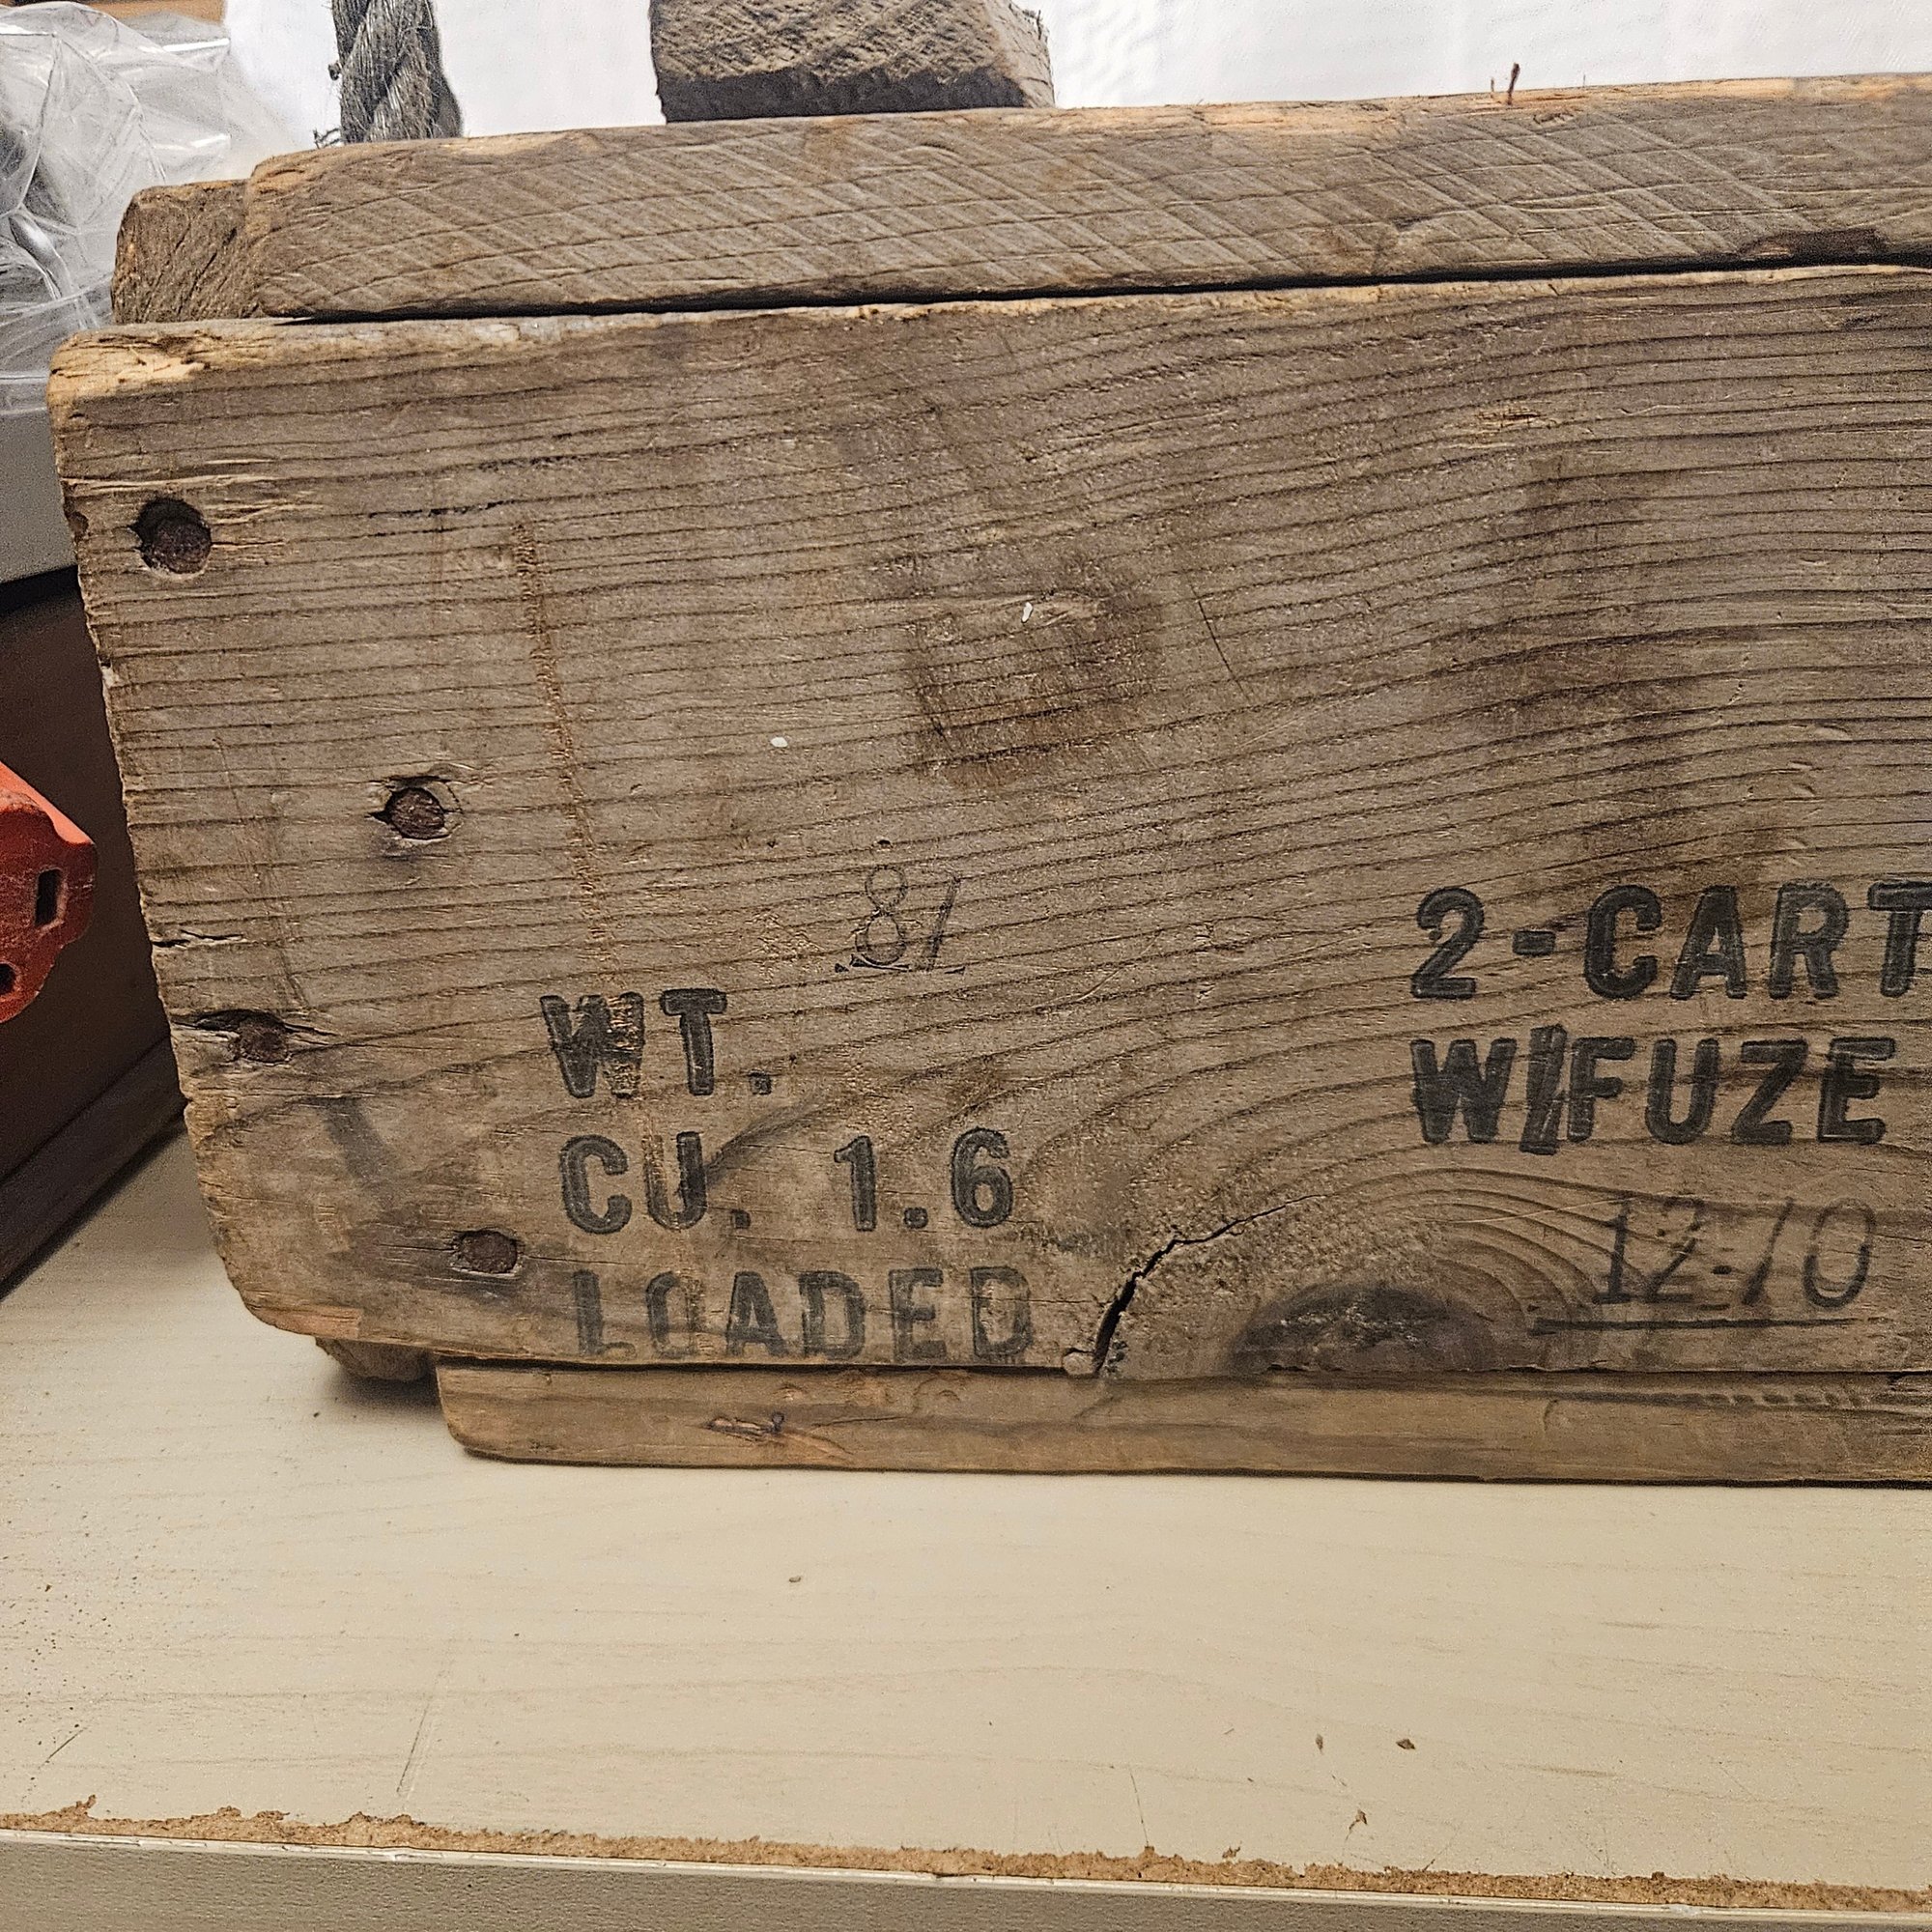 81
WT.
CU. 1.6
LOADED
2-CART
W/FUZE
12-70